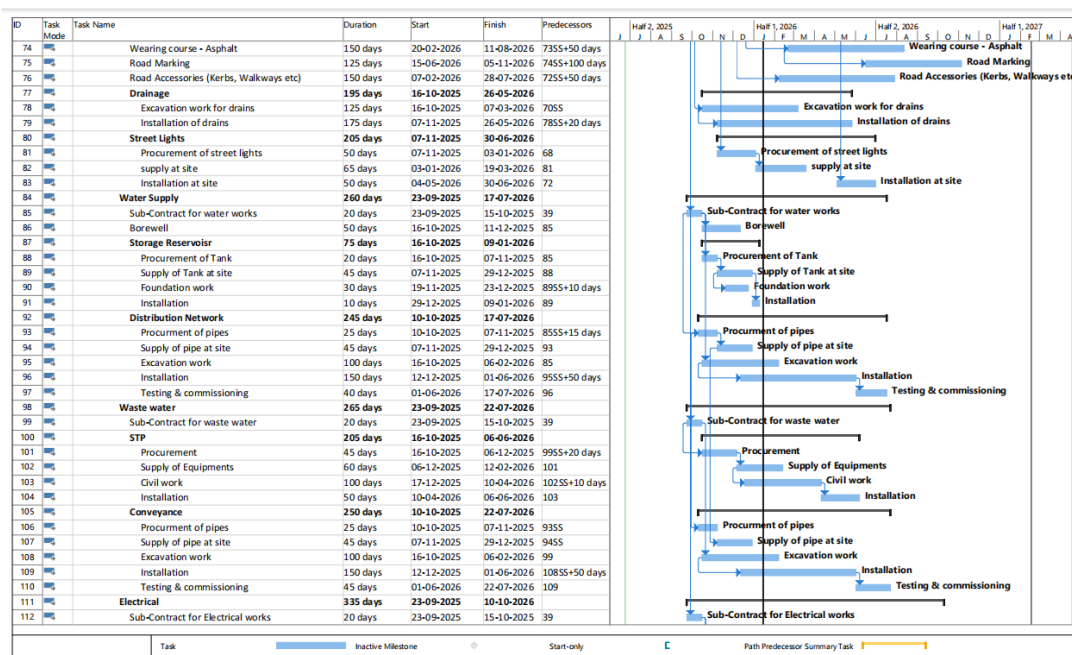 ID Task Mode Task Name Duration Start Finish Predecessors Half 2, 2025 Half 1, 2026 Half 2, 2026 Half 1, 2027
J J A S O N D J F M A M J J A S O N D J F M A M J J A
74 Wearing course - Asphalt 150 days 20-02-2026 11-08-2026 73SS+50 days Wearing course - Asphalt
75 Road Marking 125 days 15-06-2026 05-11-2026 74SS+100 days Road Marking
76 Road Accessories (Kerbs, Walkways etc) 150 days 07-02-2026 28-07-2026 72SS+50 days Road Accessories (Kerbs, Walkways etc
77 Drainage 195 days 16-10-2025 26-05-2026
78 Excavation work for drains 125 days 16-10-2025 07-03-2026 70SS Excavation work for drains
79 Installation of drains 175 days 07-11-2025 26-05-2026 78SS+20 days Installation of drains
80 Street Lights 205 days 07-11-2025 30-06-2026
81 Procurement of street lights 50 days 07-11-2025 03-01-2026 68 Procurement of street lights
82 supply at site 65 days 03-01-2026 19-03-2026 81 supply at site
83 Installation at site 50 days 04-05-2026 30-06-2026 72 Installation at site
84 Water Supply 260 days 23-09-2025 17-07-2026
85 Sub-Contract for water works 20 days 23-09-2025 15-10-2025 39 Sub-Contract for water works
86 Borewell 50 days 16-10-2025 11-12-2025 85 Borewell
87 Storage Reservoisr 75 days 16-10-2025 09-01-2026
88 Procurement of Tank 20 days 16-10-2025 07-11-2025 85 Procurement of Tank
89 Supply of Tank at site 45 days 07-11-2025 29-12-2025 88 Supply of Tank at site
90 Foundation work 30 days 19-11-2025 23-12-2025 89SS+10 days Foundation work
91 Installation 10 days 29-12-2025 09-01-2026 89 Installation
92 Distribution Network 245 days 10-10-2025 17-07-2026
93 Procurment of pipes 25 days 10-10-2025 07-11-2025 85SS+15 days Procurment of pipes
94 Supply of pipe at site 45 days 07-11-2025 29-12-2025 93 Supply of pipe at site
95 Excavation work 100 days 16-10-2025 06-02-2026 85 Excavation work
96 Installation 150 days 12-12-2025 01-06-2026 95SS+50 days Installation
97 Testing & commissioning 40 days 01-06-2026 17-07-2026 96 Testing & commissioning
98 Waste water 265 days 23-09-2025 22-07-2026
99 Sub-Contract for waste water 20 days 23-09-2025 15-10-2025 39 Sub-Contract for waste water
100 STP 205 days 16-10-2025 06-06-2026
101 Procurement 45 days 16-10-2025 06-12-2025 99SS+20 days Procurement
102 Supply of Equipments 60 days 06-12-2025 12-02-2026 101 Supply of Equipments
103 Civil work 100 days 17-12-2025 10-04-2026 102SS+10 days Civil work
104 Installation 50 days 10-04-2026 06-06-2026 103 Installation
105 Conveyance 250 days 10-10-2025 22-07-2026
106 Procurment of pipes 25 days 10-10-2025 07-11-2025 93SS Procurment of pipes
107 Supply of pipe at site 45 days 07-11-2025 29-12-2025 94SS Supply of pipe at site
108 Excavation work 100 days 16-10-2025 06-02-2026 99 Excavation work
109 Installation 150 days 12-12-2025 01-06-2026 108SS+50 days Installation
110 Testing & commissioning 45 days 01-06-2026 22-07-2026 109 Testing & commissioning
111 Electrical 335 days 23-09-2025 10-10-2026
112 Sub-Contract for Electrical works 20 days 23-09-2025 15-10-2025 39 Sub-Contract for Electrical works
Task Inactive Milestone Start-only Path Predecessor Summary Task